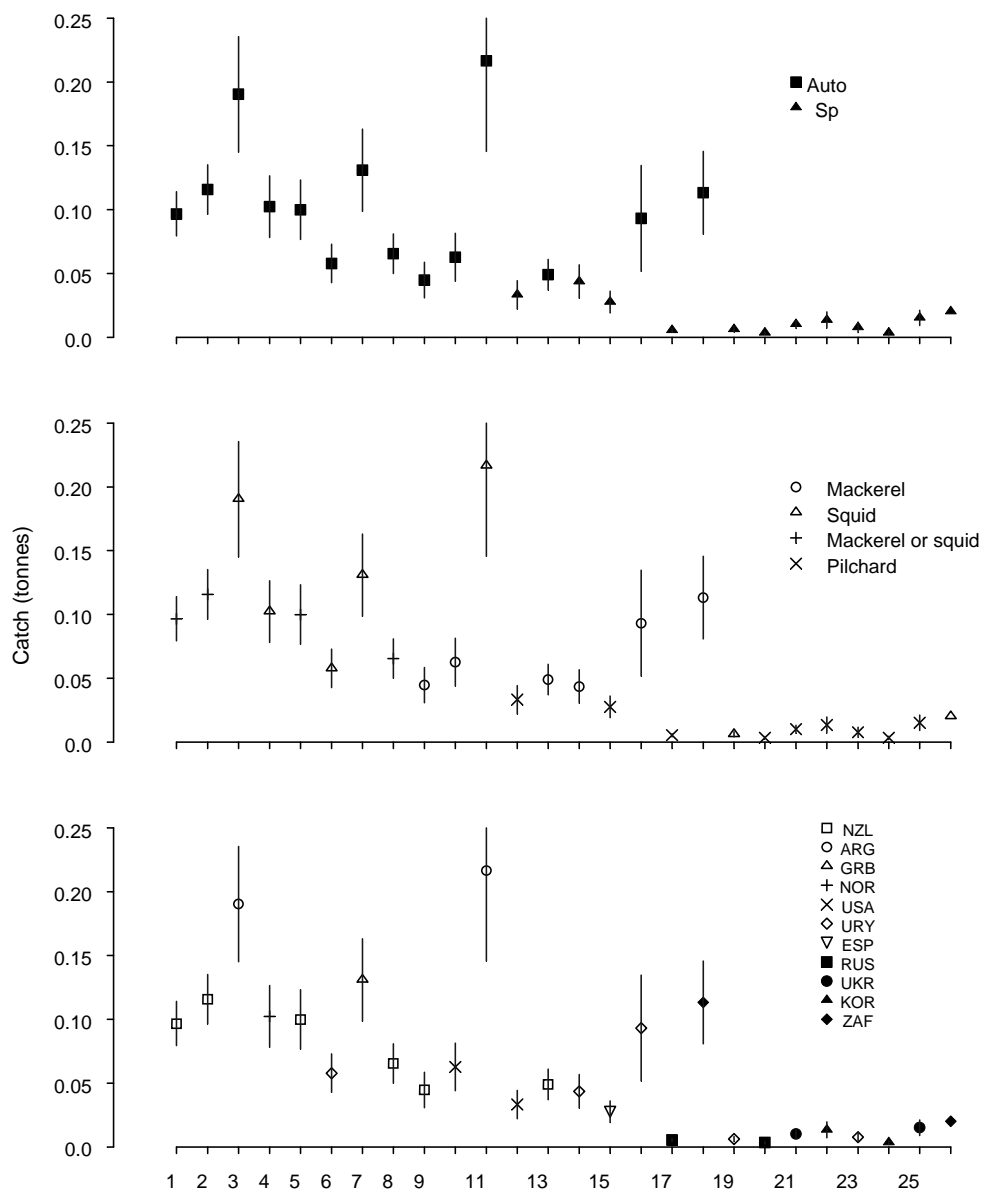 0.25
0.20
0.15
0.10
0.05
0.0
Auto
Sp
Catch (tonnes)
0.25
0.20
0.15
0.10
0.05
0.0
Mackerel
Squid
Mackerel or squid
Pilchard
0.25
0.20
0.15
0.10
0.05
0.0
NZL
ARG
GRB
NOR
USA
URY
ESP
RUS
UKR
KOR
ZAF
1 2 3 4 5 6 7 8 9 11 13 15 17 19 21 23 25